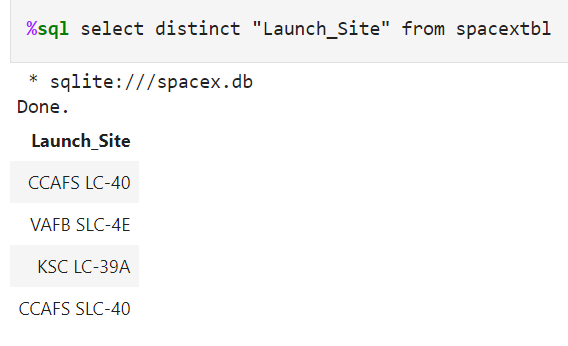 %sql select distinct "Launch_Site" from spacextbl
* sqlite:///spacex.db
Done.
Launch_Site
CCAFS LC-40
VAFB SLC-4E
KSC LC-39A
CCAFS SLC-40